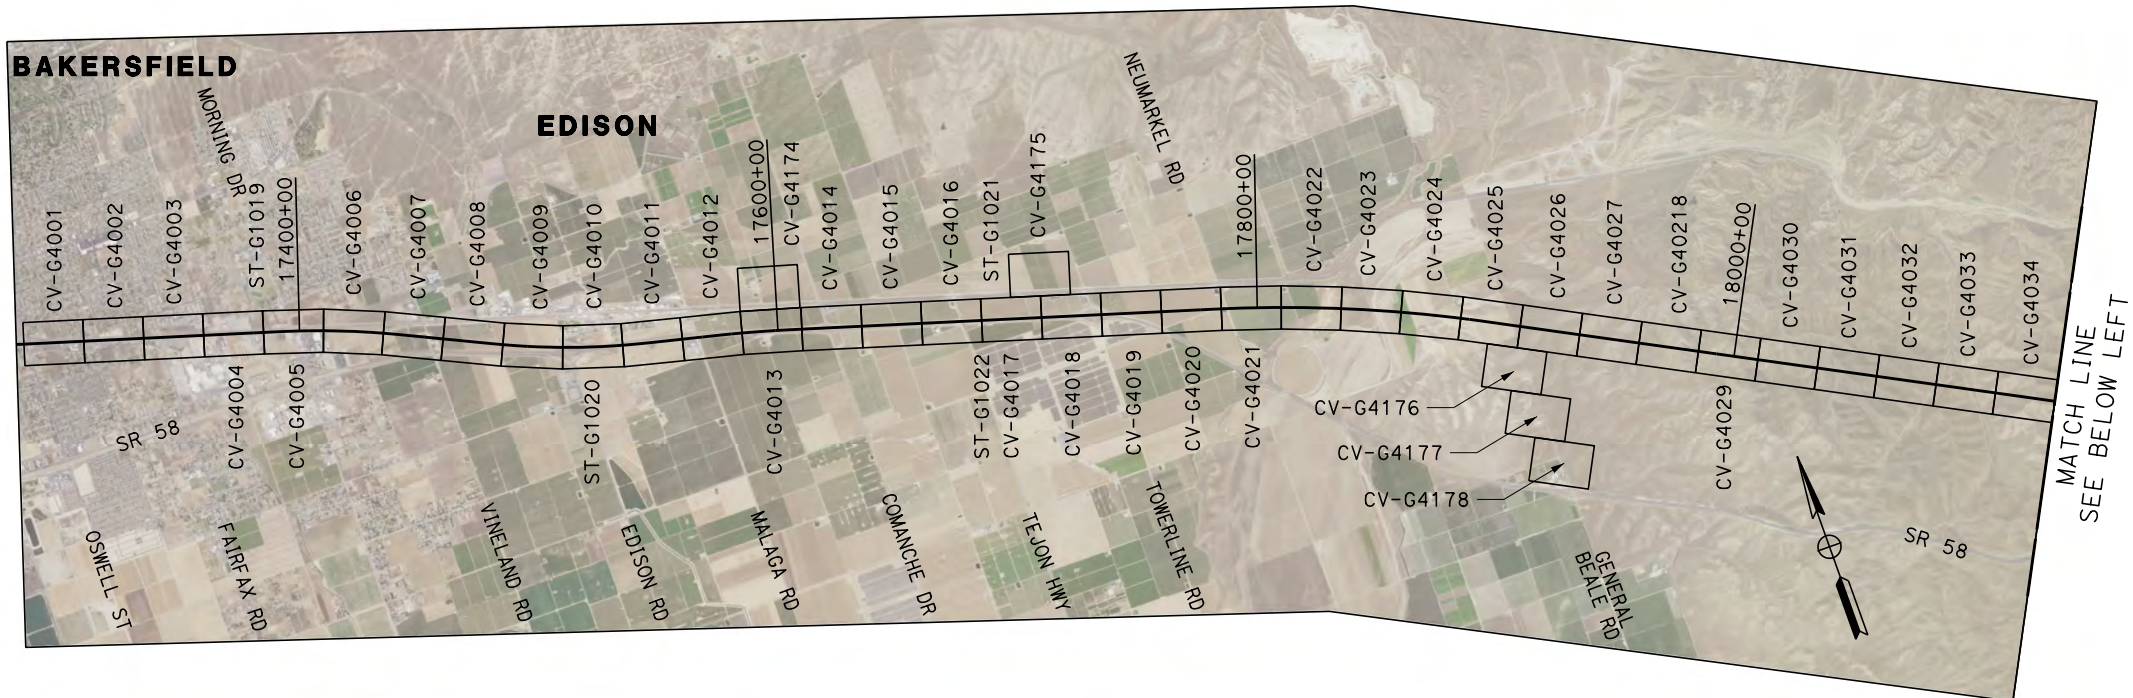 BAKERSFIELD
EDISON
MORNING DR
NEUMARKEL RD
CV-G4001
CV-G4002
CV-G4003
ST-G1019
17400+00
CV-G4006
CV-G4007
CV-G4008
CV-G4009
CV-G4010
CV-G4011
CV-G4012
17600+00
CV-G4174
CV-G4014
CV-G4015
CV-G4016
ST-G1021
CV-G4175
17800+00
CV-G4022
CV-G4023
CV-G4024
CV-G4025
CV-G4026
CV-G4027
CV-G40218
18000+00
CV-G4030
CV-G4031
CV-G4032
CV-G4033
CV-G4034
MATCH LINE
SEE BELOW LEFT
CV-G4004
CV-G4005
ST-G1020
CV-G4013
ST-G1022
CV-G4017
CV-G4018
CV-G4019
CV-G4020
CV-G4021
CV-G4176
CV-G4177
CV-G4178
CV-G4029
SR 58
SR 58
OSWELL ST
FAIRFAX RD
VINELAND RD
EDISON RD
MALAGA RD
COMANCHE DR
TEJON HWY
TOWERLINE RD
GENERAL
BEALE RD